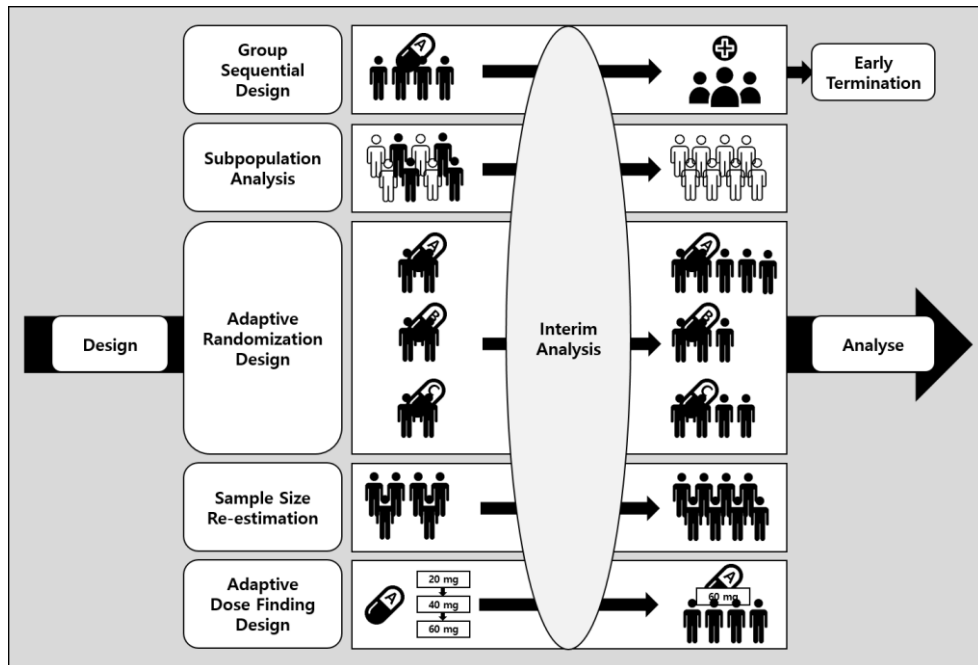 Group
Sequential
Design
A
Early
Termination
Subpopulation
Analysis
Design
Adaptive
Randomization
Design
A
B
C
Interim
Analysis
A
B
C
Analyse
Sample Size
Re-estimation
Adaptive
Dose Finding
Design
A
20 mg
40 mg
60 mg
A
60 mg